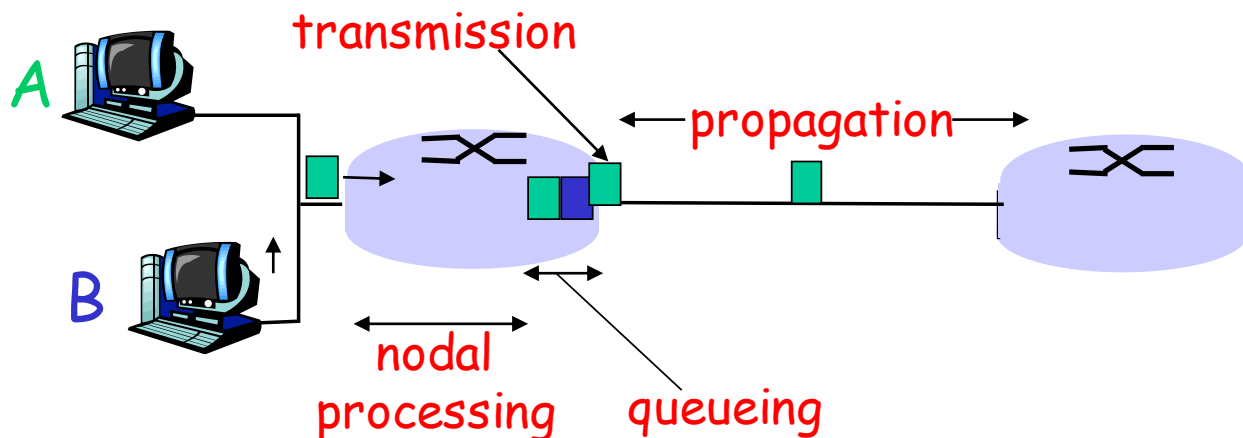 transmission
A
propagation
B
nodal
processing
queueing